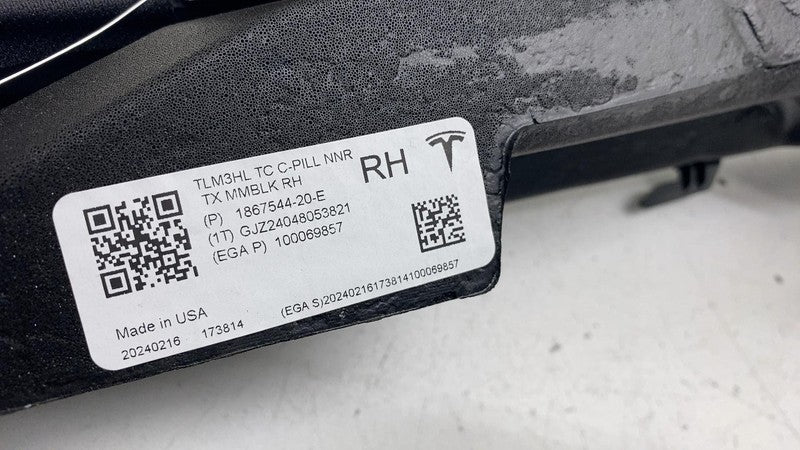 TLM3HL TC C-PILL NNR
TX MMBLK RH
RH
(P) 1867544-20-E
(1T) GJZ24048053821
(EGA P) 100069857
(EGA S)20240216173814100069857
Made in USA
20240216 173814